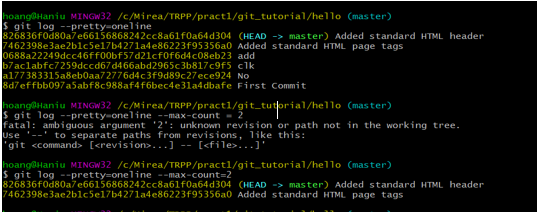 hoang@Haniu MINGW32 /c/Mirea/TRPP/pract1/git_tutorial/hello (master)
$ git log --pretty=oneline
826836f0d80a7e66156868242cc8a61f0a64d304 (HEAD -> master) Added standard HTML header
7462398e3ae2b1c5e17b4271a4e86223f95356a0 Added standard HTML page tags
0688a22249dcc46ff00bf57d21cf0f6d4c08eb23 add
b7ac1abfc7259dccd67d466abd2965c3b817c9f5 clk
a177383315a8eb0aa72776d4c3f9d89c27ece924 No
8d7effbb097a5abf8c988af4f6bec4e31a4dbafe First Commit
hoang@Haniu MINGW32 /c/Mirea/TRPP/pract1/git_tutorial/hello (master)
$ git log --pretty=oneline --max-count = 2
fatal: ambiguous argument '2': unknown revision or path not in the working tree.
Use '--' to separate paths from revisions, like this:
'git <command> [<revision>...] -- [<file>...]'
hoang@Haniu MINGW32 /c/Mirea/TRPP/pract1/git_tutorial/hello (master)
$ git log --pretty=oneline --max-count=2
826836f0d80a7e66156868242cc8a61f0a64d304 (HEAD -> master) Added standard HTML header
7462398e3ae2b1c5e17b4271a4e86223f95356a0 Added standard HTML page tags